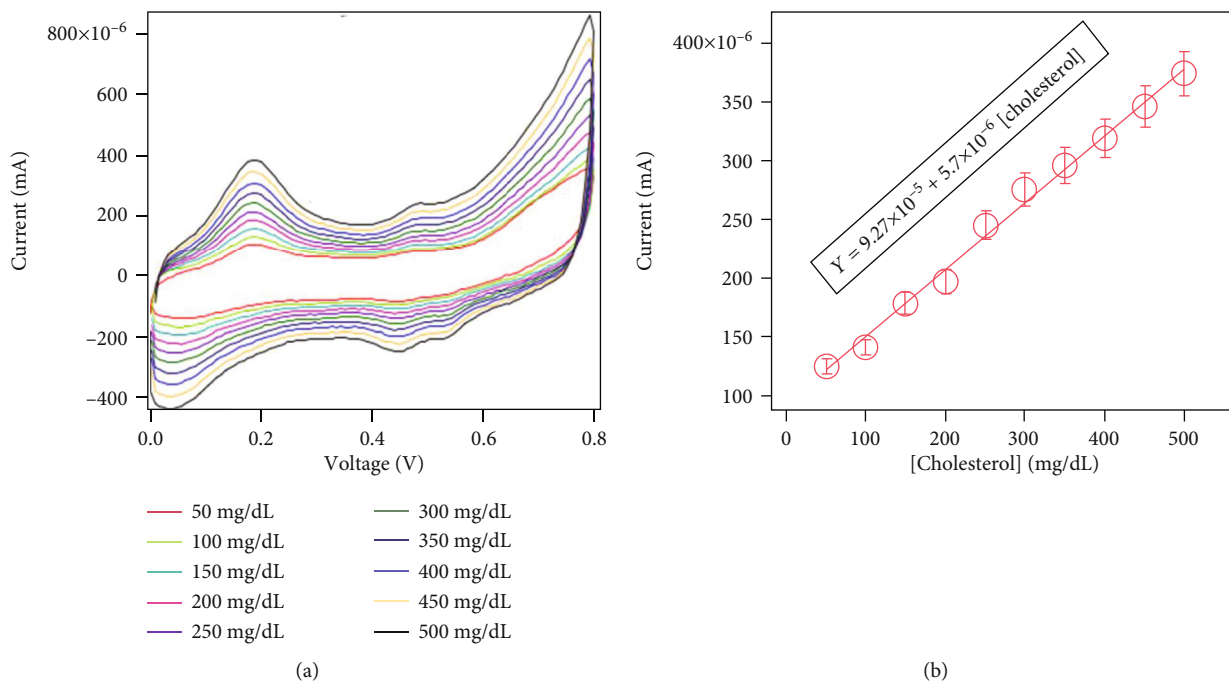 800×10⁻⁶
600
400
200
0
–200
–400
Current (mA)
0.0 0.2 0.4 0.6 0.8
Voltage (V)
50 mg/dL
100 mg/dL
150 mg/dL
200 mg/dL
250 mg/dL
300 mg/dL
350 mg/dL
400 mg/dL
450 mg/dL
500 mg/dL
(a)
400×10⁻⁶
350
300
250
200
150
100
Current (mA)
Y = 9.27×10⁻⁵ + 5.7×10⁻⁶ [cholesterol]
0 100 200 300 400 500
[Cholesterol] (mg/dL)
(b)